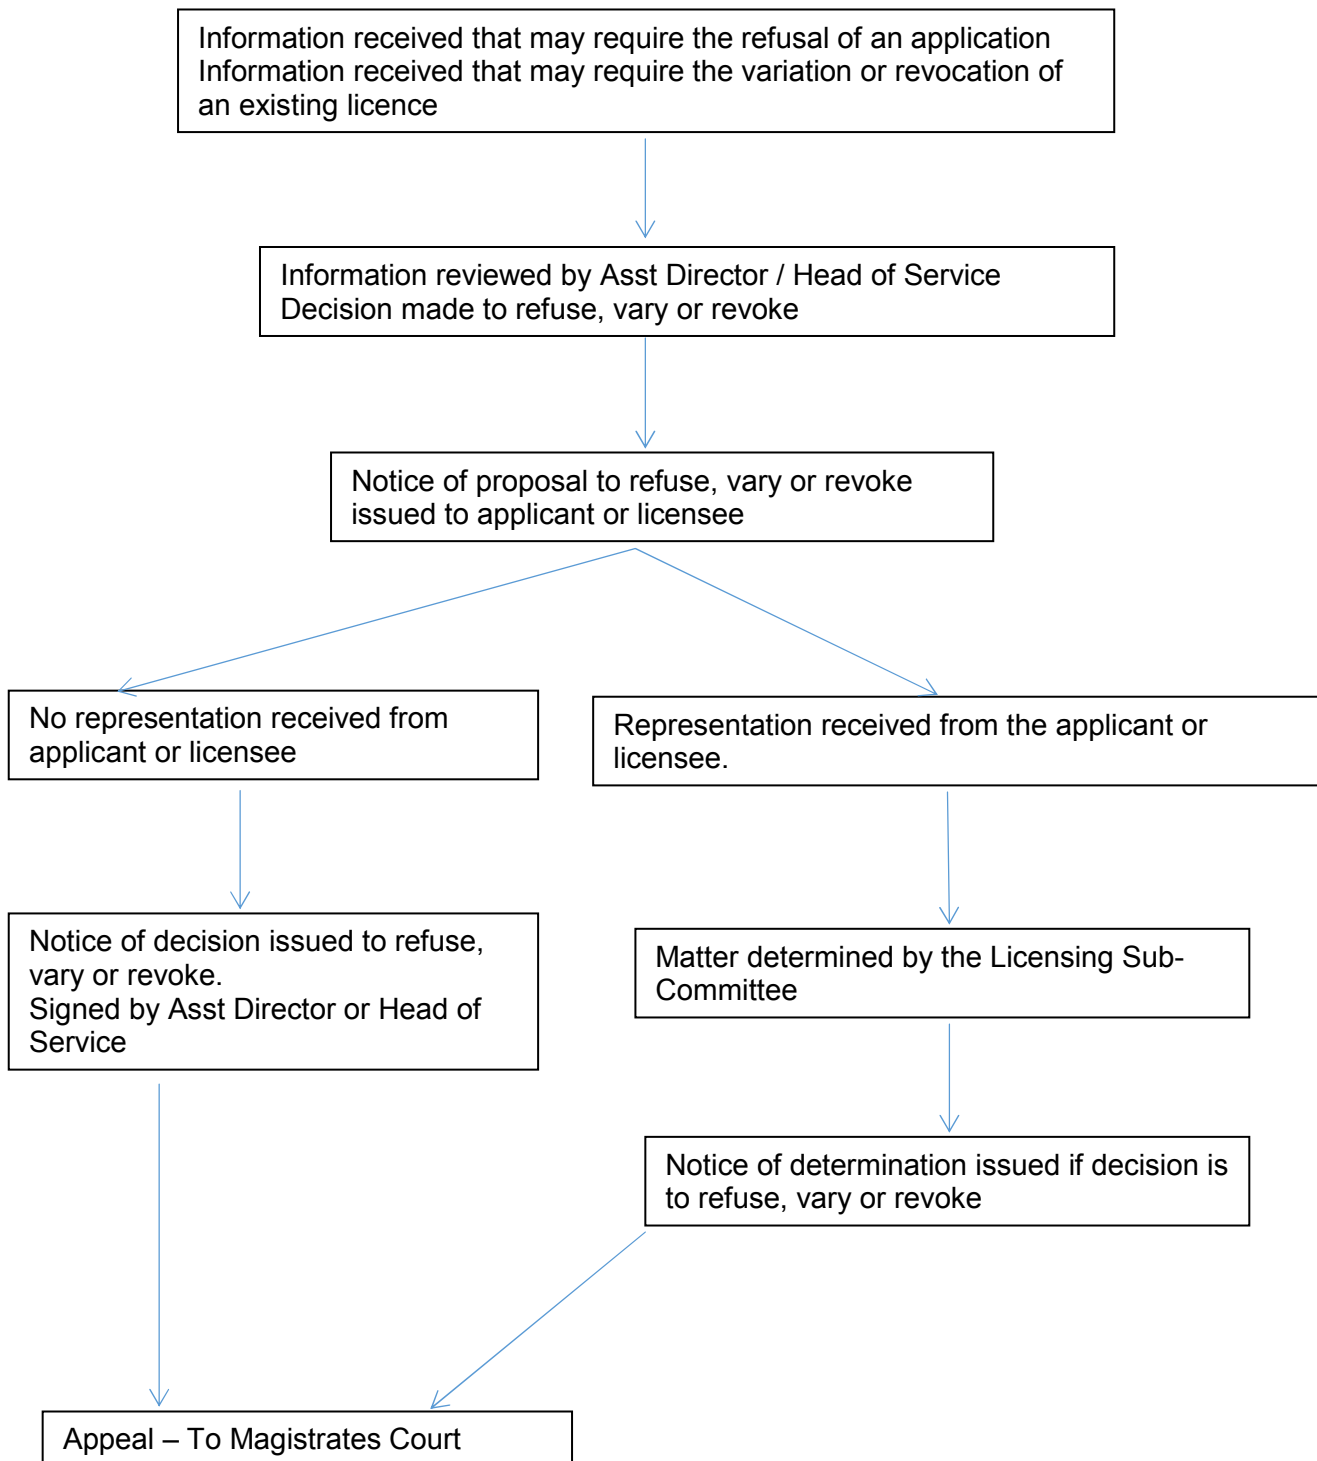 Information received that may require the refusal of an application
Information received that may require the variation or revocation of
an existing licence
Information reviewed by Asst Director / Head of Service
Decision made to refuse, vary or revoke
Notice of proposal to refuse, vary or revoke
issued to applicant or licensee
No representation received from
applicant or licensee
Representation received from the applicant or
licensee.
Notice of decision issued to refuse,
vary or revoke.
Signed by Asst Director or Head of
Service
Matter determined by the Licensing Sub-
Committee
Notice of determination issued if decision is
to refuse, vary or revoke
Appeal – To Magistrates Court